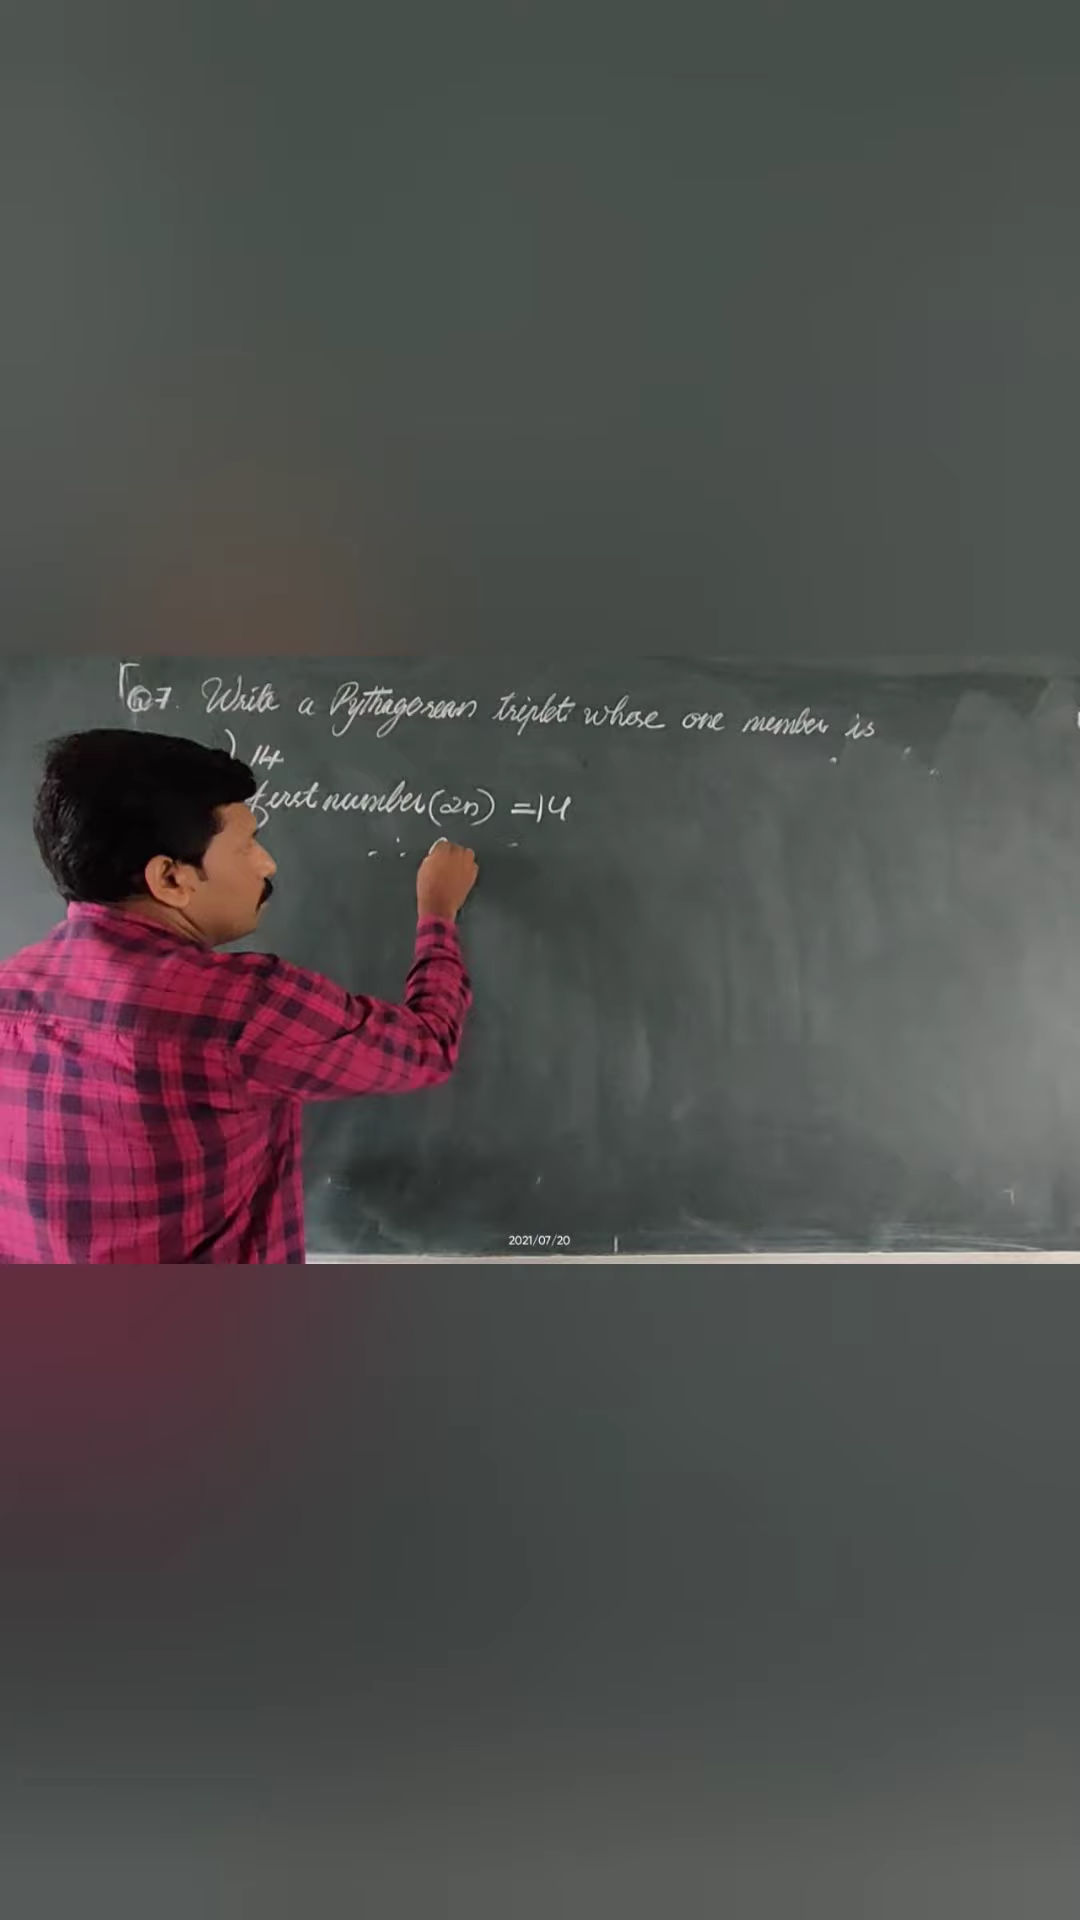 Q7. Write a Pythagorean triplet whose one member is
) 14
first number (2n) = 14
∴
2021/07/20